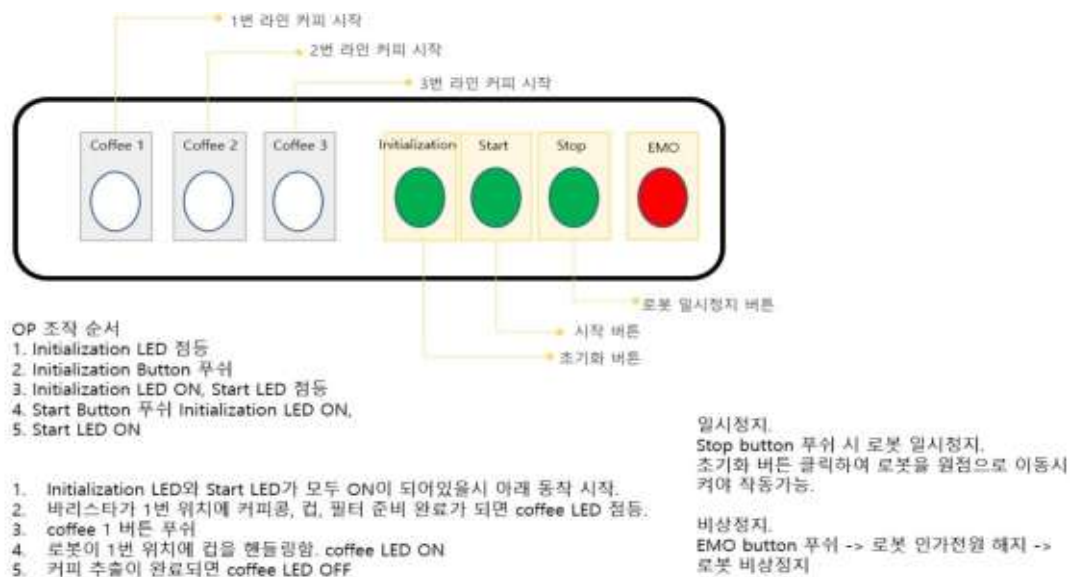 1번 라인 커피 시작
2번 라인 커피 시작
3번 라인 커피 시작
Coffee 1
Coffee 2
Coffee 3
Initialization
Start
Stop
EMO
로봇 일시정지 버튼
시작 버튼
초기화 버튼
OP 조작 순서
1. Initialization LED 점등
2. Initialization Button 푸쉬
3. Initialization LED ON, Start LED 점등
4. Start Button 푸쉬 Initialization LED ON,
5. Start LED ON
1. Initialization LED와 Start LED가 모두 ON이 되어있을시 아래 동작 시작.
2. 바리스타가 1번 위치에 커피콩, 컵, 필터 준비 완료가 되면 coffee LED 점등.
3. coffee 1 버튼 푸쉬
4. 로봇이 1번 위치에 컵을 핸들링함. coffee LED ON
5. 커피 추출이 완료되면 coffee LED OFF
일시정지.
Stop button 푸쉬 시 로봇 일시정지,
초기화 버튼 클릭하여 로봇을 원점으로 이동시
켜야 작동가능.
비상정지.
EMO button 푸쉬 -> 로봇 인가전원 해지 ->
로봇 비상정지